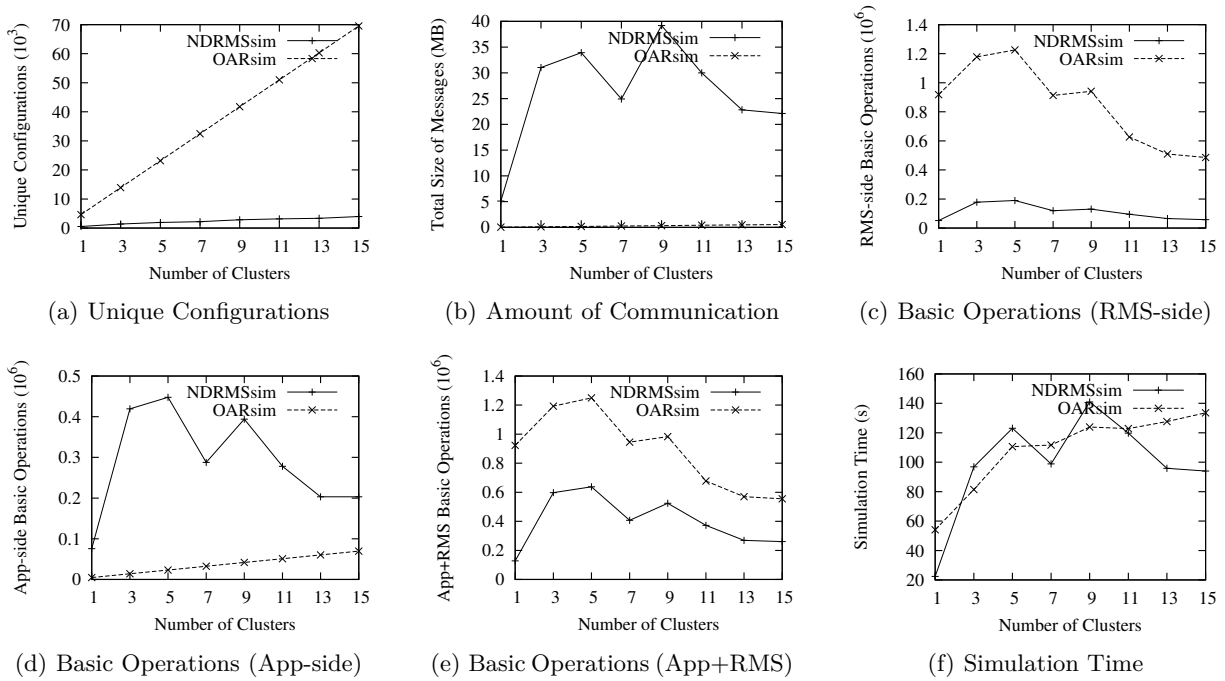 Unique Configurations (10^3)
70
60
50
40
30
20
10
0
NDRMSsim
OARsim
1 3 5 7 9 11 13 15
Number of Clusters
(a) Unique Configurations
Total Size of Messages (MB)
40
35
30
25
20
15
10
5
0
NDRMSsim
OARsim
1 3 5 7 9 11 13 15
Number of Clusters
(b) Amount of Communication
RMS-side Basic Operations (10^6)
1.4
1.2
1
0.8
0.6
0.4
0.2
0
NDRMSsim
OARsim
1 3 5 7 9 11 13 15
Number of Clusters
(c) Basic Operations (RMS-side)
App-side Basic Operations (10^6)
0.5
0.4
0.3
0.2
0.1
0
NDRMSsim
OARsim
1 3 5 7 9 11 13 15
Number of Clusters
(d) Basic Operations (App-side)
App+RMS Basic Operations (10^6)
1.4
1.2
1
0.8
0.6
0.4
0.2
0
NDRMSsim
OARsim
1 3 5 7 9 11 13 15
Number of Clusters
(e) Basic Operations (App+RMS)
Simulation Time (s)
160
140
120
100
80
60
40
20
NDRMSsim
OARsim
1 3 5 7 9 11 13 15
Number of Clusters
(f) Simulation Time